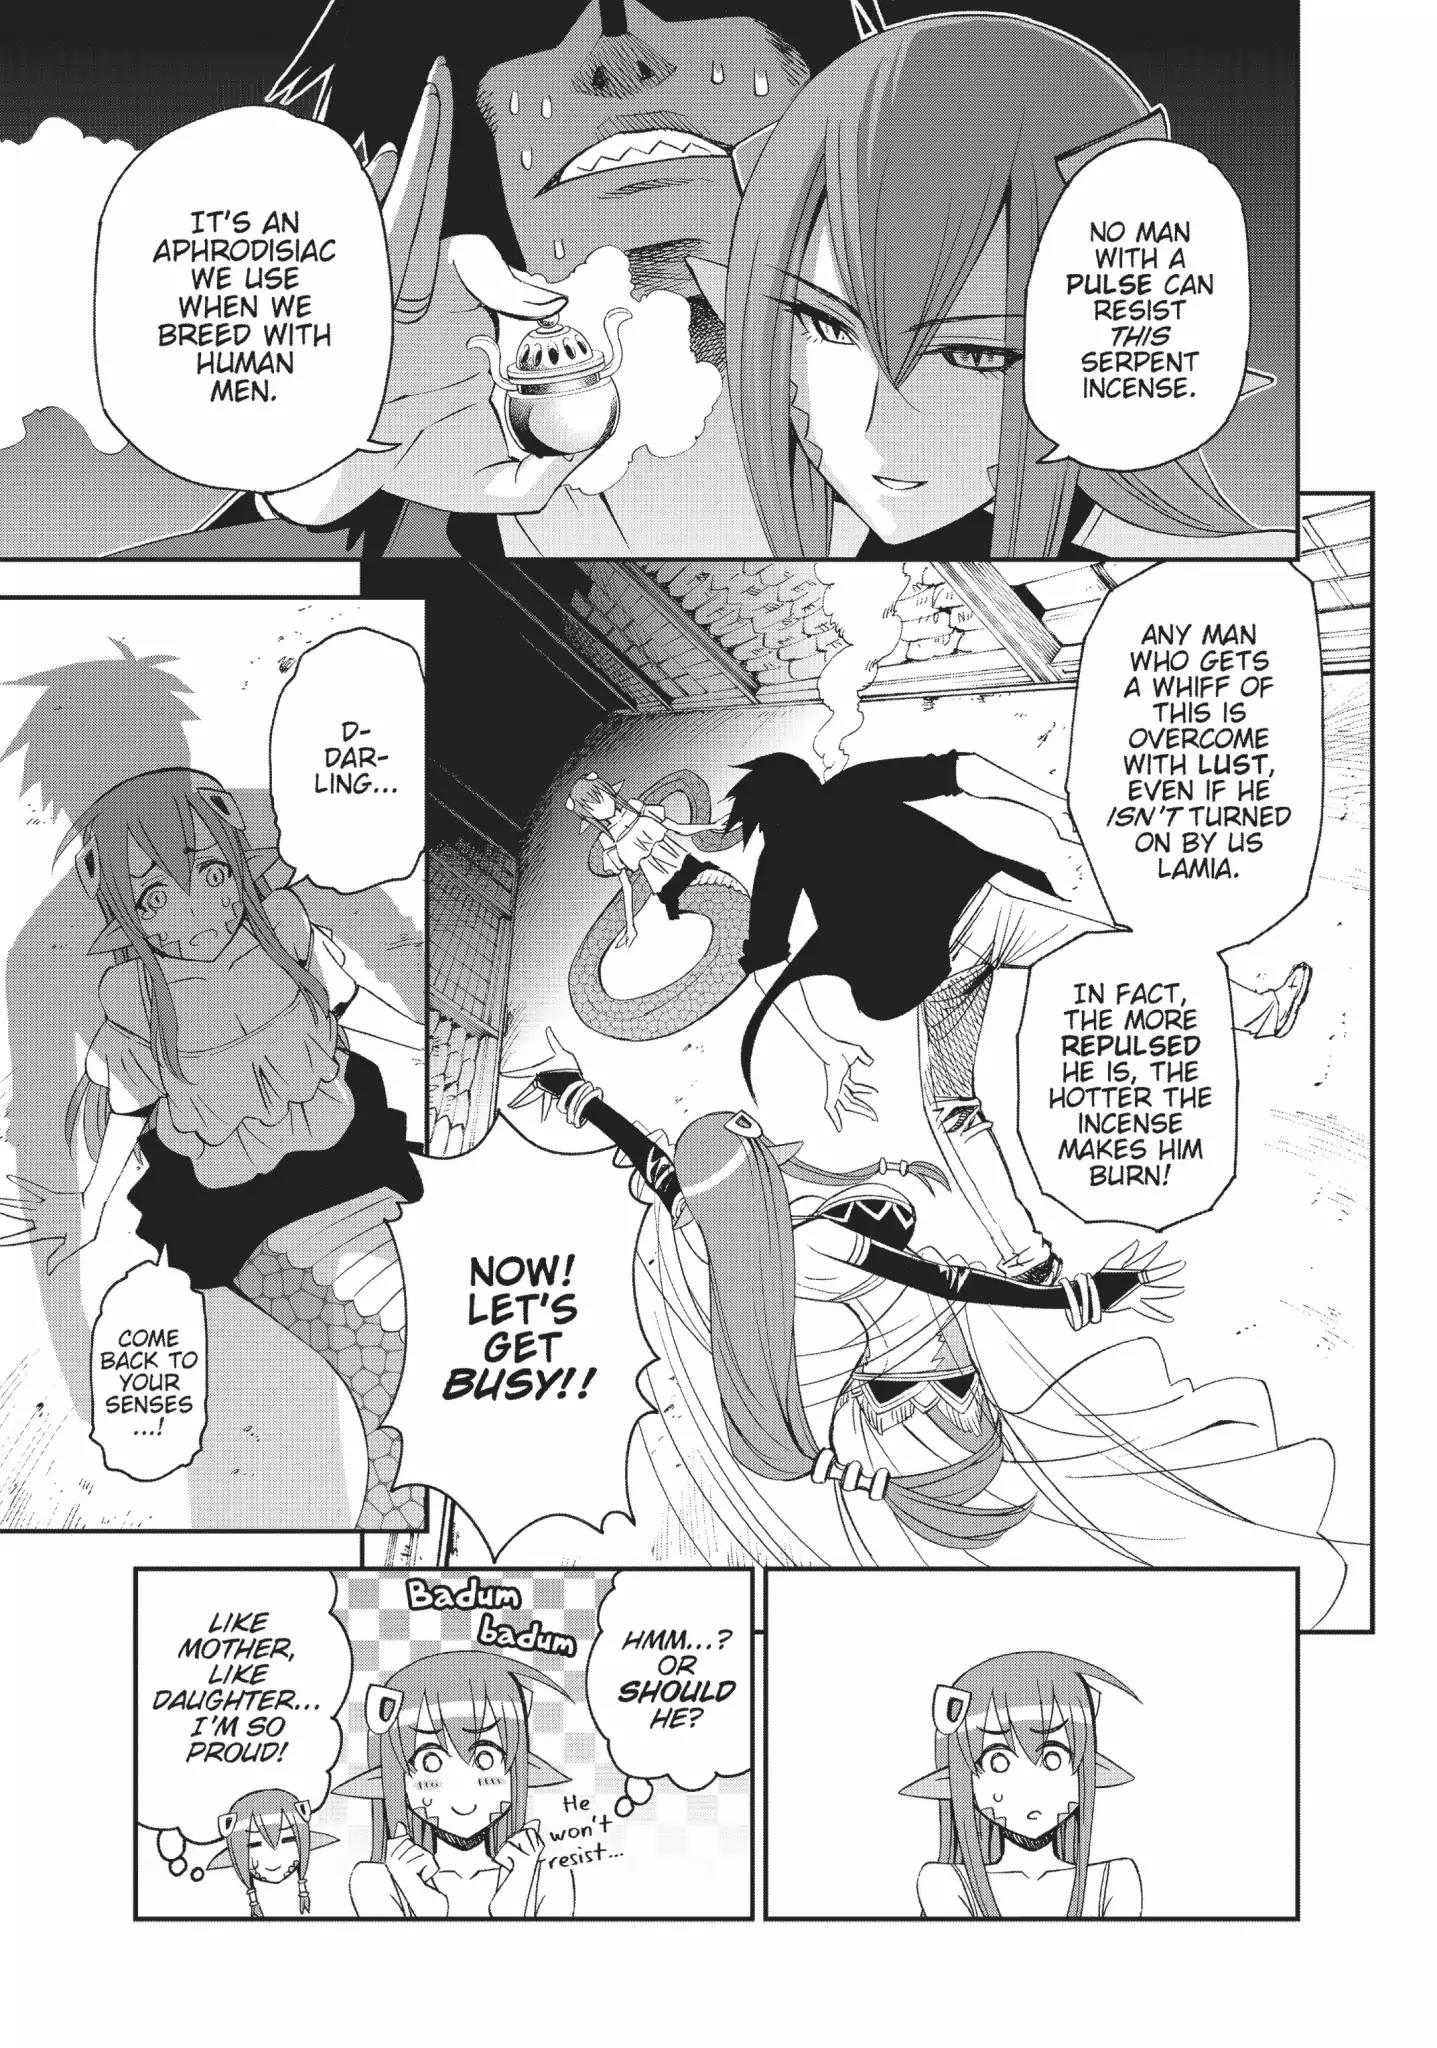 NO MAN
WITH A
PULSE CAN
RESIST
THIS
SERPENT
INCENSE.
IT'S AN
APHRODISIAC
WE USE
WHEN WE
BREED WITH
HUMAN
MEN.
ANY MAN
WHO GETS
A WHIFF OF
THIS IS
OVERCOME
WITH LUST,
EVEN IF HE
ISN'T TURNED
ON BY US
LAMIA.
IN FACT,
THE MORE
REPULSED
HE IS, THE
HOTTER THE
INCENSE
MAKES HIM
BURN!
NOW!
LET'S
GET
BUSY!!
D-
DAR-
LING...
COME
BACK TO
YOUR
SENSES
...!
HMM...?
OR
SHOULD
HE?
Badum
badum
He
won't
resist...
LIKE
MOTHER,
LIKE
DAUGHTER...
I'M SO
PROUD!